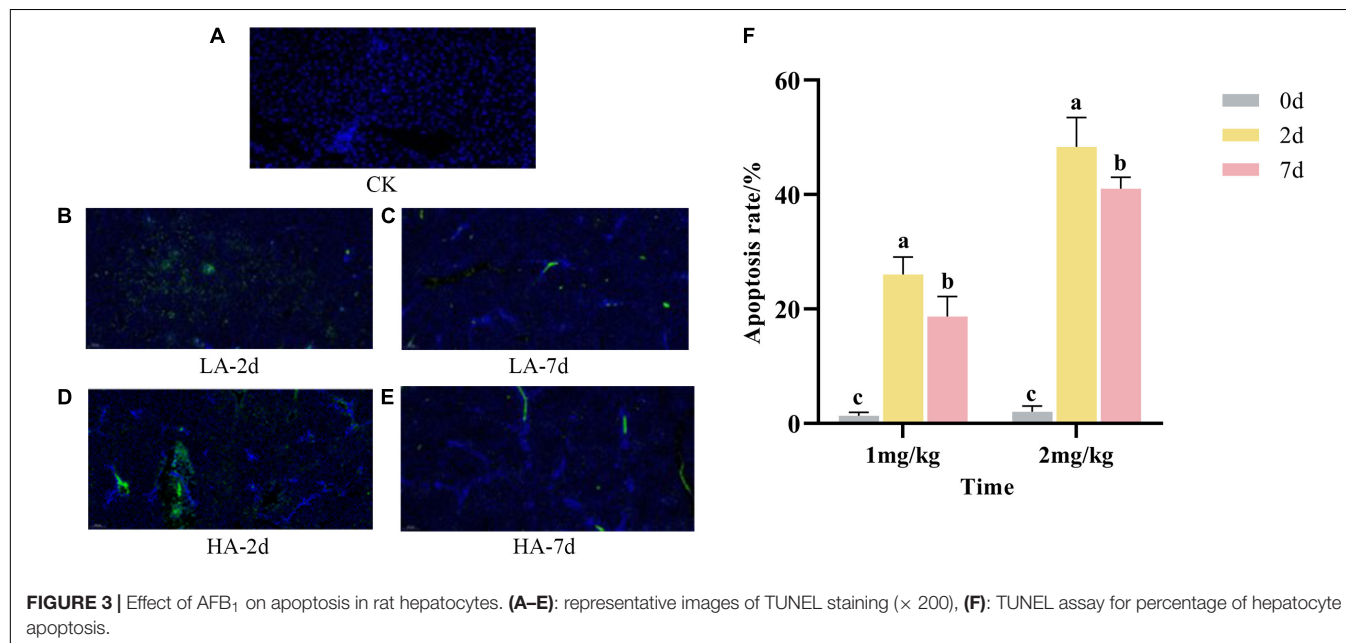 A
CK
B
LA-2d
C
LA-7d
D
HA-2d
E
HA-7d
F
Apoptosis rate/%
60
40
20
0
c
a
b
c
a
b
1mg/kg
2mg/kg
Time
0d
2d
7d
FIGURE 3 | Effect of AFB₁ on apoptosis in rat hepatocytes. (A–E): representative images of TUNEL staining (× 200), (F): TUNEL assay for percentage of hepatocyte
apoptosis.